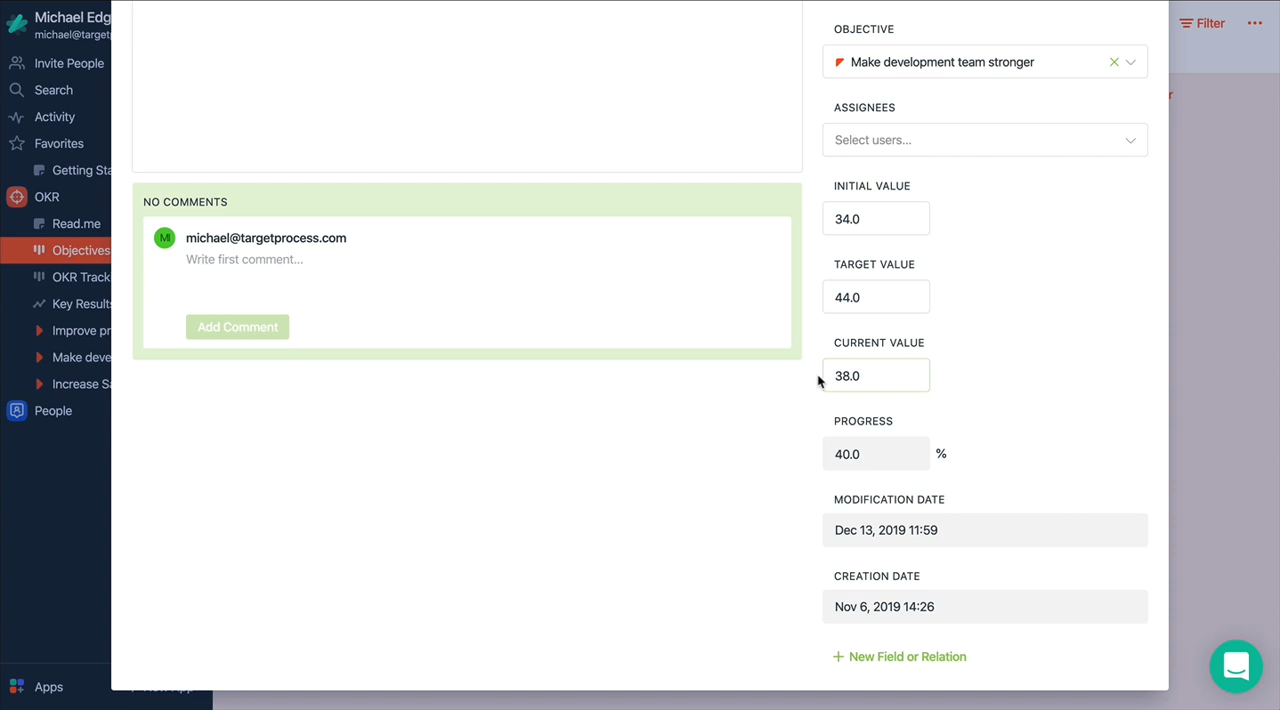 Michael Edg
michael@target
Invite People
Search
Activity
Favorites
Getting Sta
OKR
Read.me
Objectives
OKR Track
Key Results
Improve pr
Make deve
Increase Sa
People
Apps
NO COMMENTS
MI
michael@targetprocess.com
Write first comment...
Add Comment
OBJECTIVE
Make development team stronger
ASSIGNEES
Select users...
INITIAL VALUE
34.0
TARGET VALUE
44.0
CURRENT VALUE
38.0
PROGRESS
40.0 %
MODIFICATION DATE
Dec 13, 2019 11:59
CREATION DATE
Nov 6, 2019 14:26
+ New Field or Relation
Filter